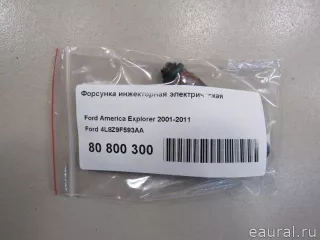 Форсунка инжекторная электрическая
Ford America Explorer 2001-2011
Ford 4L5Z9F593AA
80 800 300
eaural.ru